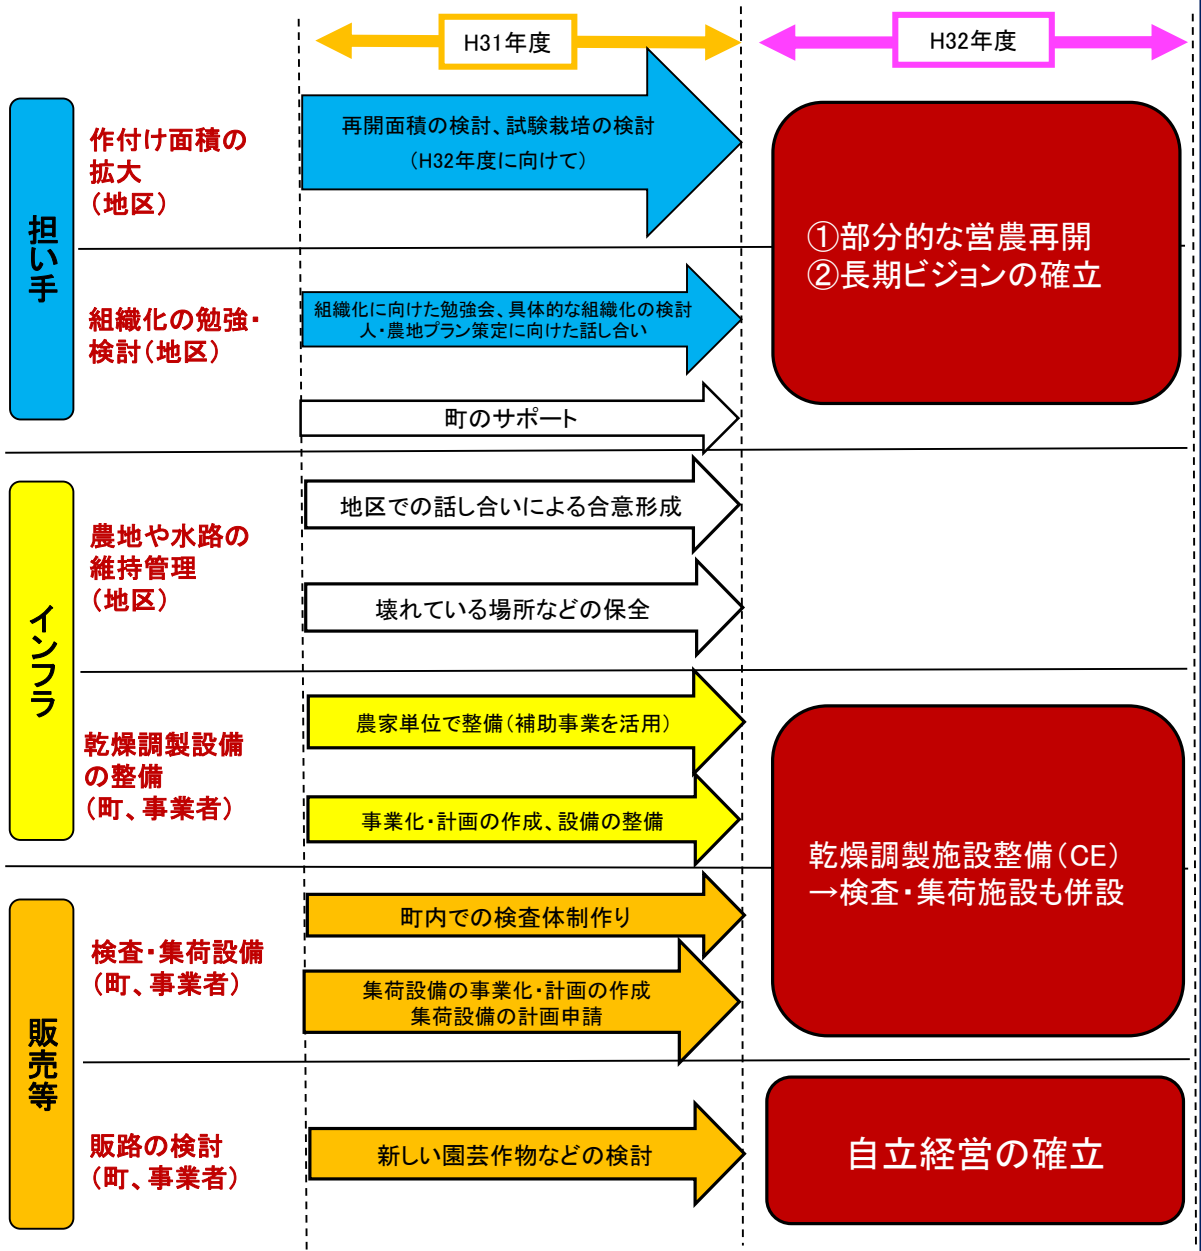 H31年度
H32年度
担い手
作付け面積の
拡大
(地区)
再開面積の検討、試験栽培の検討
(H32年度に向けて)
①部分的な営農再開
②長期ビジョンの確立
組織化の勉強・
検討(地区)
組織化に向けた勉強会、具体的な組織化の検討
人・農地プラン策定に向けた話し合い
町のサポート
インフラ
農地や水路の
維持管理
(地区)
地区での話し合いによる合意形成
壊れている場所などの保全
乾燥調製設備
の整備
(町、事業者)
農家単位で整備(補助事業を活用)
事業化・計画の作成、設備の整備
乾燥調製施設整備(CE)
→検査・集荷施設も併設
販売等
検査・集荷設備
(町、事業者)
町内での検査体制作り
集荷設備の事業化・計画の作成
集荷設備の計画申請
販路の検討
(町、事業者)
新しい園芸作物などの検討
自立経営の確立